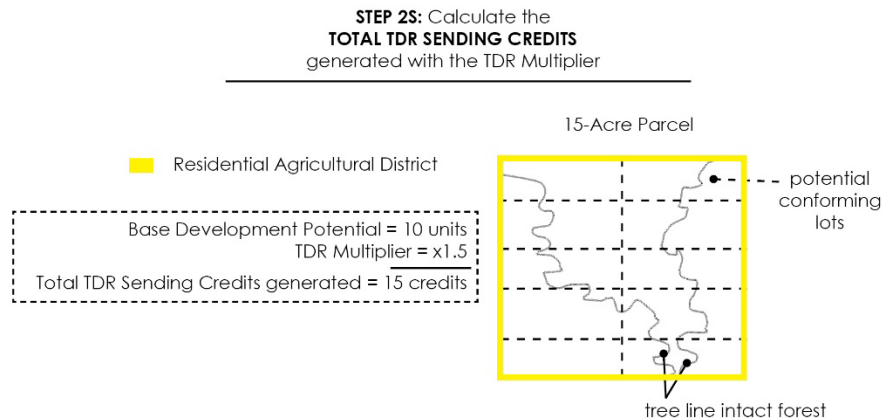 STEP 2S: Calculate the
TOTAL TDR SENDING CREDITS
generated with the TDR Multiplier
15-Acre Parcel
Residential Agricultural District
potential
conforming
lots
Base Development Potential = 10 units
TDR Multiplier = x1.5
Total TDR Sending Credits generated = 15 credits
tree line intact forest